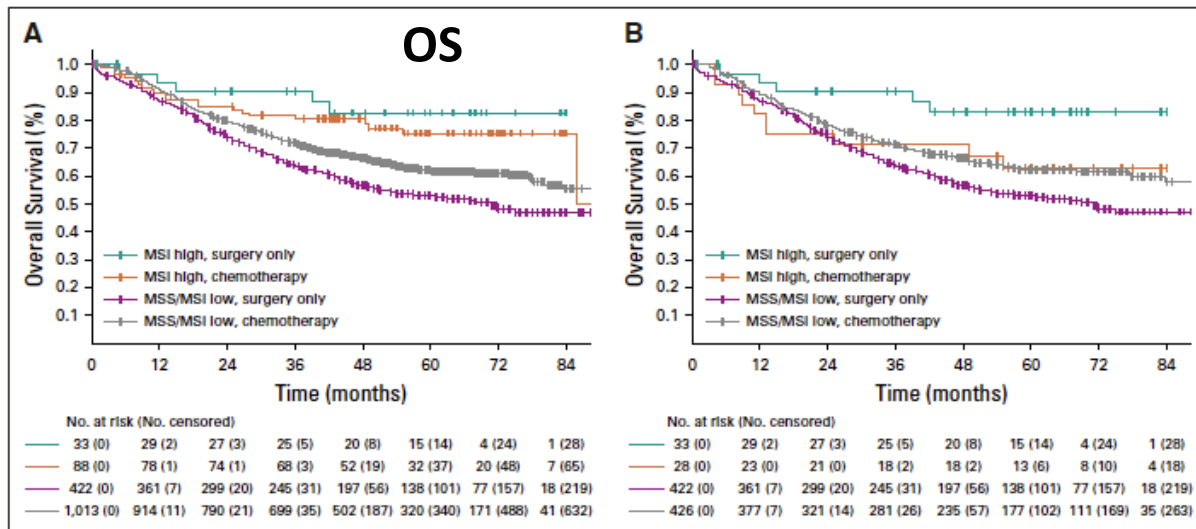 A
OS
B
Overall Survival (%)
1.0
0.9
0.8
0.7
0.6
0.5
0.4
0.3
0.2
0.1
MSI high, surgery only
MSI high, chemotherapy
MSS/MSI low, surgery only
MSS/MSI low, chemotherapy
0 12 24 36 48 60 72 84
Time (months)
No. at risk (No. censored)
33 (0) 29 (2) 27 (3) 25 (5) 20 (8) 15 (14) 4 (24) 1 (28)
88 (0) 78 (1) 74 (1) 68 (3) 52 (19) 32 (37) 20 (48) 7 (65)
422 (0) 361 (7) 299 (20) 245 (31) 197 (56) 138 (101) 77 (157) 18 (219)
1,013 (0) 914 (11) 790 (21) 699 (35) 502 (187) 320 (340) 171 (488) 41 (632)
Overall Survival (%)
1.0
0.9
0.8
0.7
0.6
0.5
0.4
0.3
0.2
0.1
MSI high, surgery only
MSI high, chemotherapy
MSS/MSI low, surgery only
MSS/MSI low, chemotherapy
0 12 24 36 48 60 72 84
Time (months)
No. at risk (No. censored)
33 (0) 29 (2) 27 (3) 25 (5) 20 (8) 15 (14) 4 (24) 1 (28)
28 (0) 23 (0) 21 (0) 18 (2) 18 (2) 13 (6) 8 (10) 4 (18)
422 (0) 361 (7) 299 (20) 245 (31) 197 (56) 138 (101) 77 (157) 18 (219)
426 (0) 377 (7) 321 (14) 281 (26) 235 (57) 177 (102) 111 (169) 35 (263)